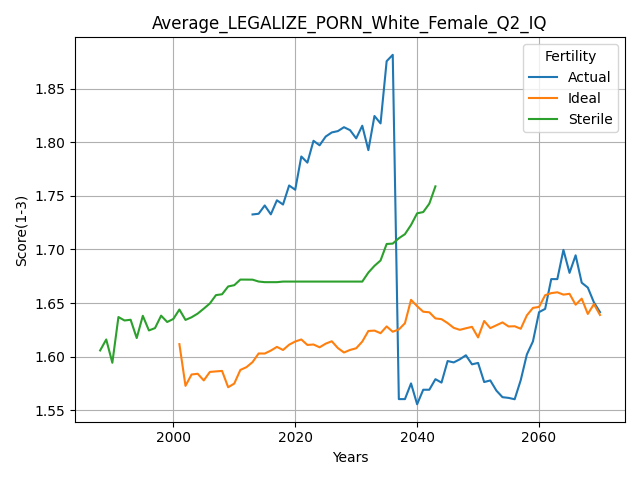 Average_LEGALIZE_PORN_White_Female_Q2_IQ
Fertility
Actual
Ideal
Sterile
Score(1-3)
1.85
1.80
1.75
1.70
1.65
1.60
1.55
2000 2020 2040 2060
Years